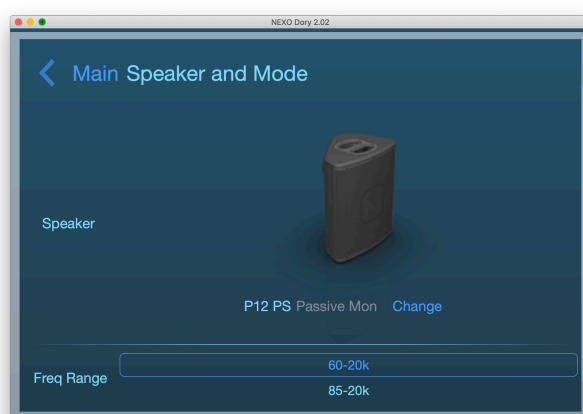 NEXO Dory 2.02
Main Speaker and Mode
Speaker
P12 PS Passive Mon Change
60-20k
Freq Range
85-20k